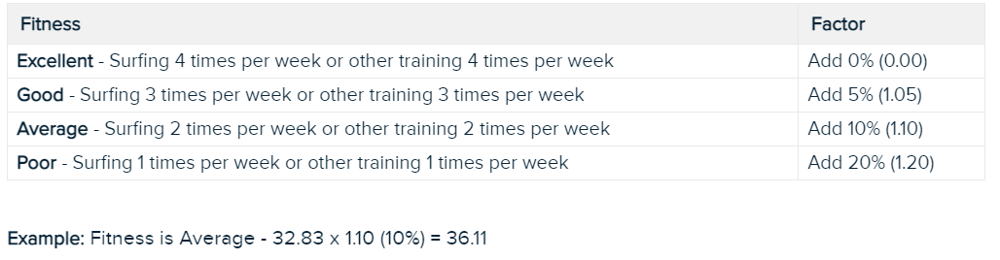 Fitness Factor
Excellent - Surfing 4 times per week or other training 4 times per week Add 0% (0.00)
Good - Surfing 3 times per week or other training 3 times per week Add 5% (1.05)
Average - Surfing 2 times per week or other training 2 times per week Add 10% (1.10)
Poor - Surfing 1 times per week or other training 1 times per week Add 20% (1.20)
Example: Fitness is Average - 32.83 x 1.10 (10%) = 36.11